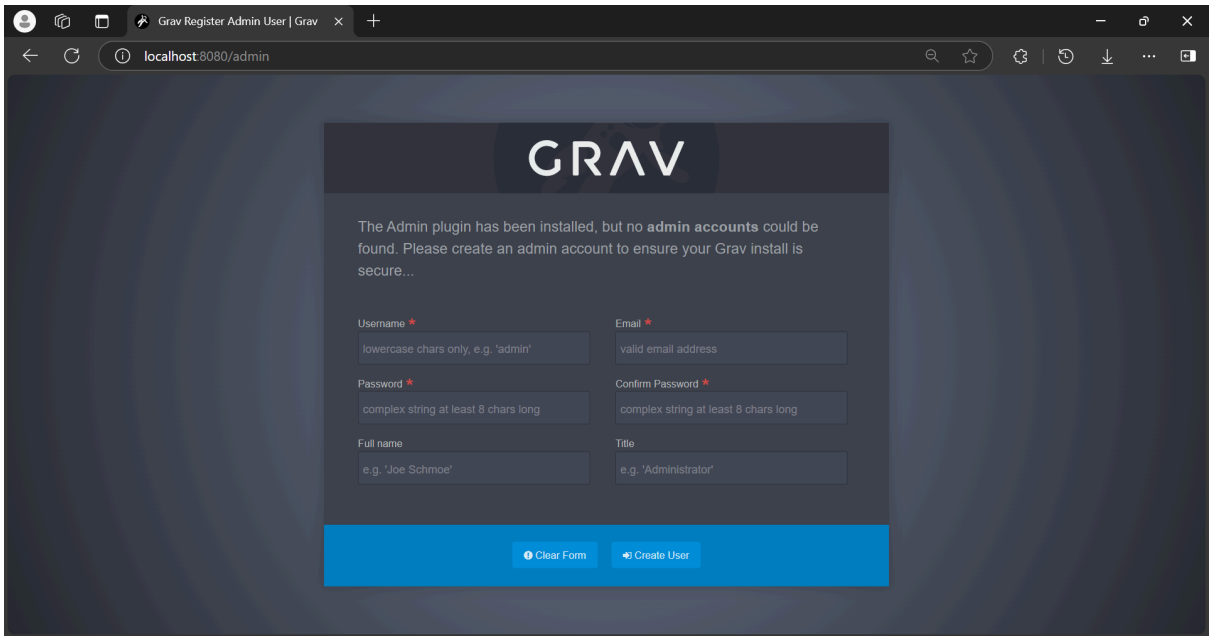 Grav Register Admin User | Grav
localhost:8080/admin
GRAV
The Admin plugin has been installed, but no admin accounts could be
found. Please create an admin account to ensure your Grav install is
secure...
Username * Email *
lowercase chars only, e.g. 'admin' valid email address
Password * Confirm Password *
complex string at least 8 chars long complex string at least 8 chars long
Full name Title
e.g. 'Joe Schmoe' e.g. 'Administrator'
Clear Form Create User